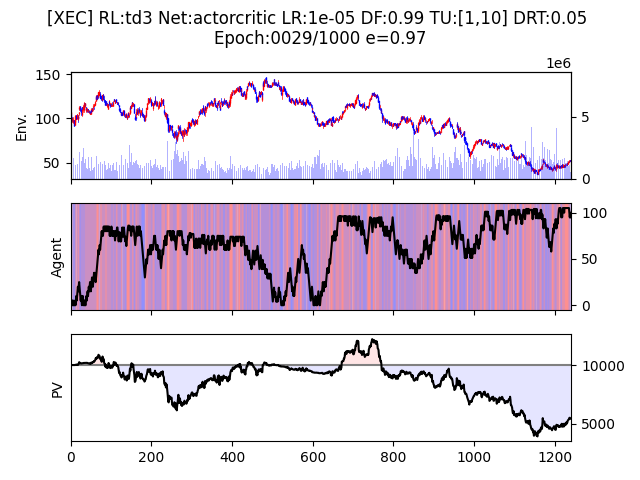 [XEC] RL:td3 Net:actorcritic LR:1e-05 DF:0.99 TU:[1,10] DRT:0.05
Epoch:0029/1000 e=0.97
1e6
150
100
50
Env.
5
0
Agent
100
50
0
PV
10000
5000
0 200 400 600 800 1000 1200